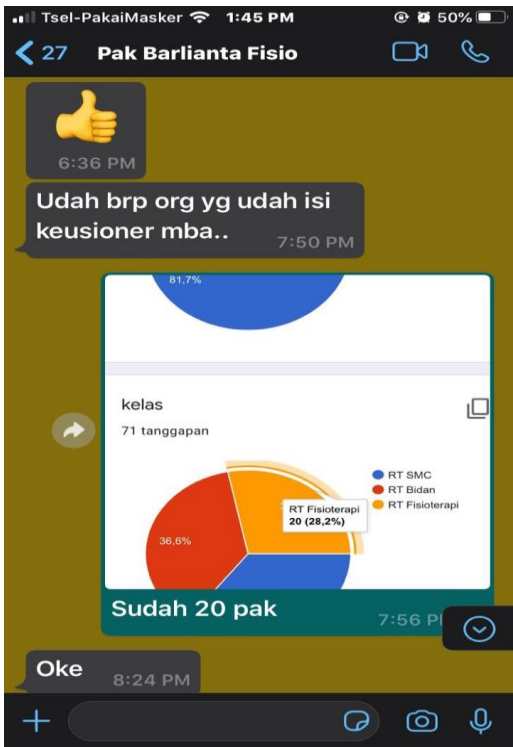 Tsel-PakaiMasker 1:45 PM 50%
27 Pak Barlianta Fisio
6:36 PM
Udah brp org yg udah isi
keusioner mba..
7:50 PM
81,7%
kelas
71 tanggapan
RT SMC
RT Bidan
RT Fisioterapi
RT Fisioterapi
20 (28,2%)
36,6%
Sudah 20 pak
7:56 P
Oke
8:24 PM